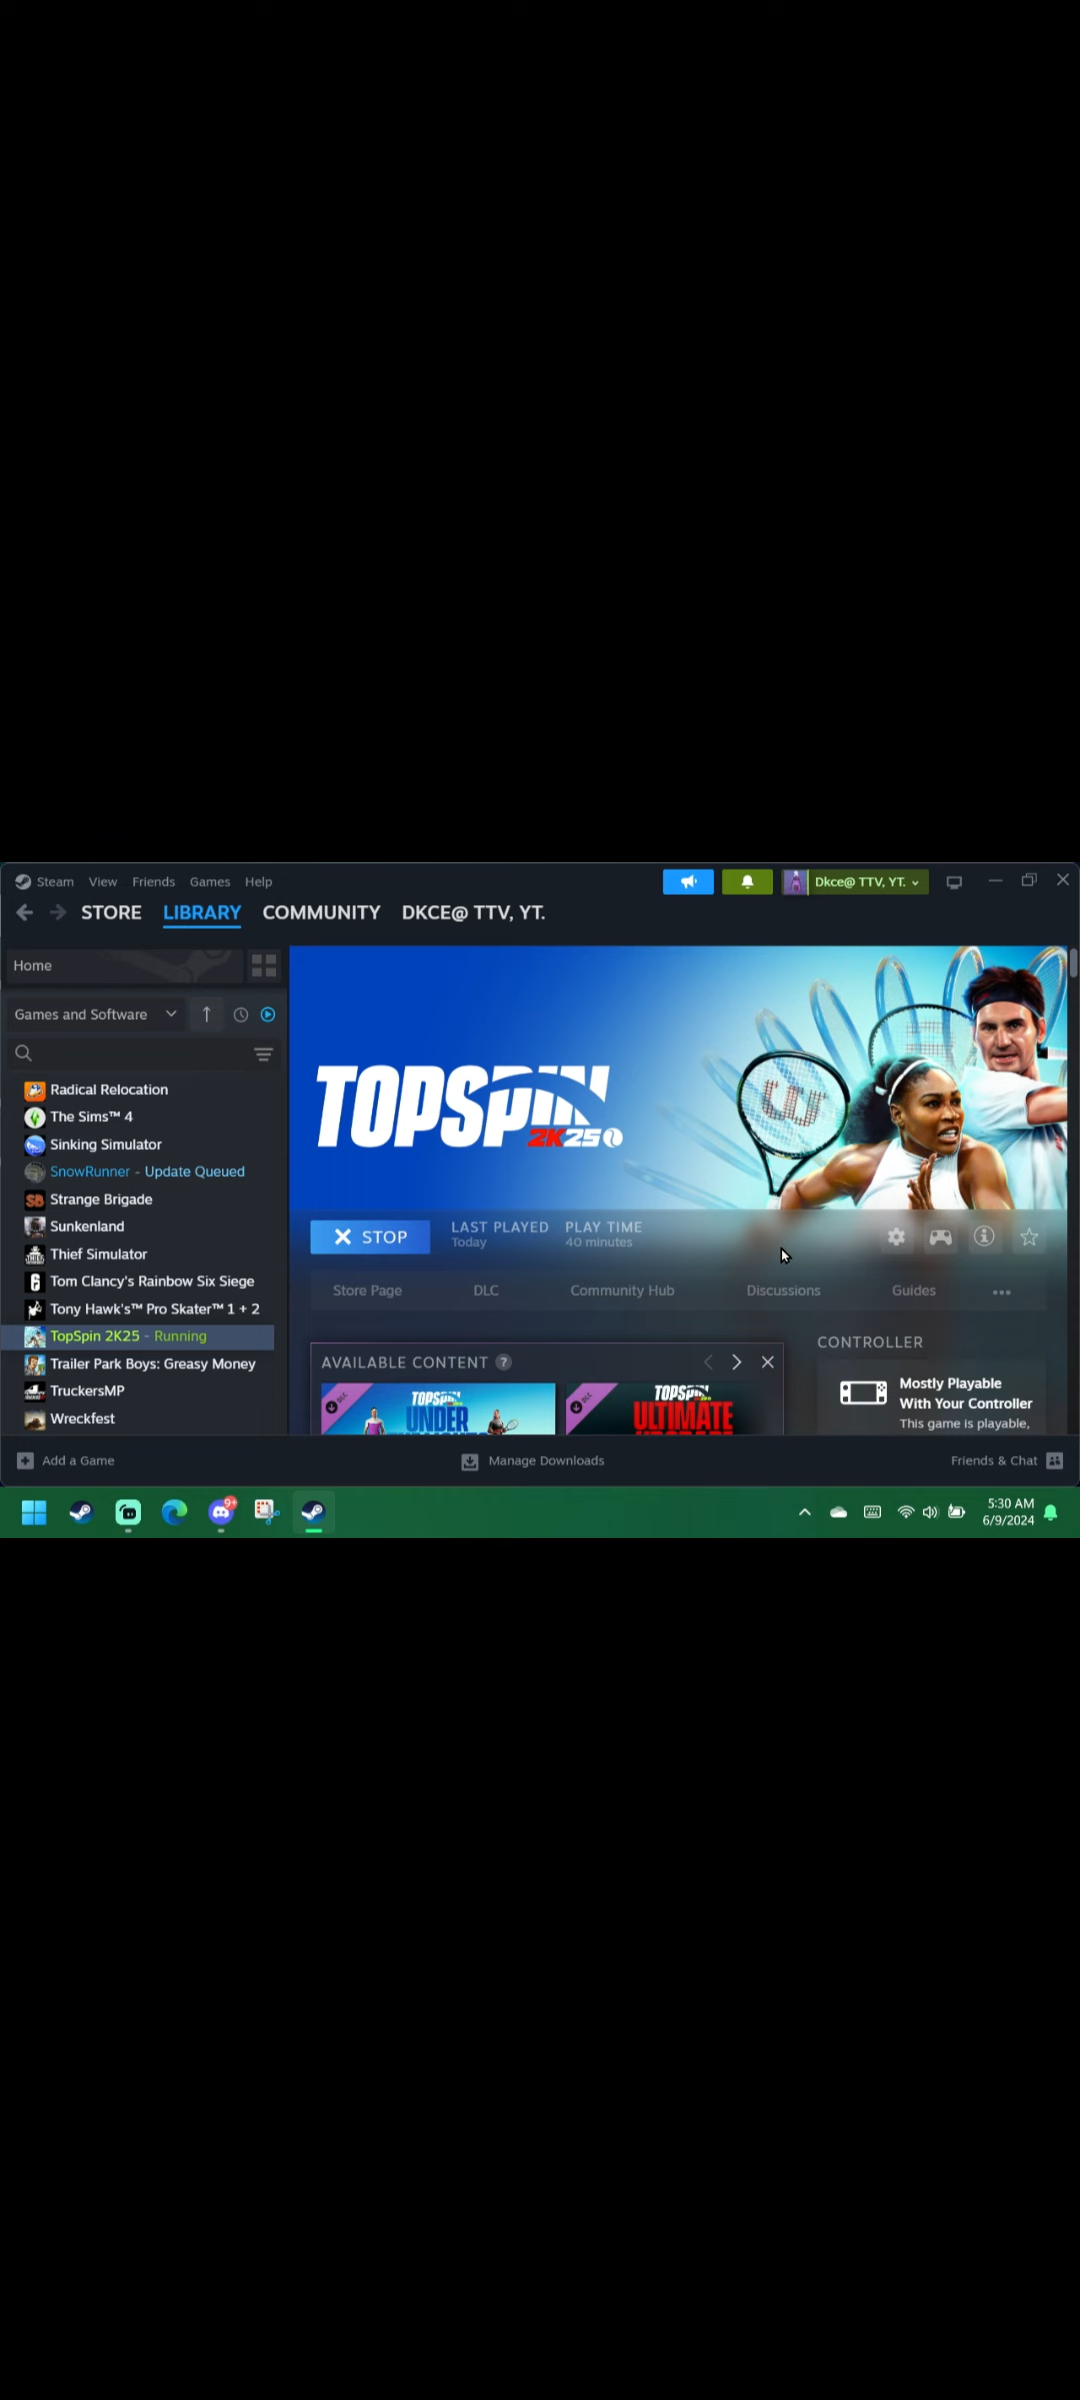 Steam View Friends Games Help
Dkce@ TTV, YT.
STORE LIBRARY COMMUNITY DKCE@ TTV, YT.
Home
Games and Software
TOPSPIN
2K25
Radical Relocation
The Sims™ 4
Sinking Simulator
SnowRunner - Update Queued
Strange Brigade
Sunkenland
Thief Simulator
Tom Clancy's Rainbow Six Siege
Tony Hawk's™ Pro Skater™ 1 + 2
TopSpin 2K25 - Running
Trailer Park Boys: Greasy Money
TruckersMP
Wreckfest
STOP
LAST PLAYED
Today
PLAY TIME
40 minutes
Store Page DLC Community Hub Discussions Guides
AVAILABLE CONTENT ?
DLC
TOPSPIN
UNDER
DLC
TOPSPIN
ULTIMATE
CONTROLLER
Mostly Playable
With Your Controller
This game is playable,
Add a Game
Manage Downloads
Friends & Chat
9+
5:30 AM
6/9/2024